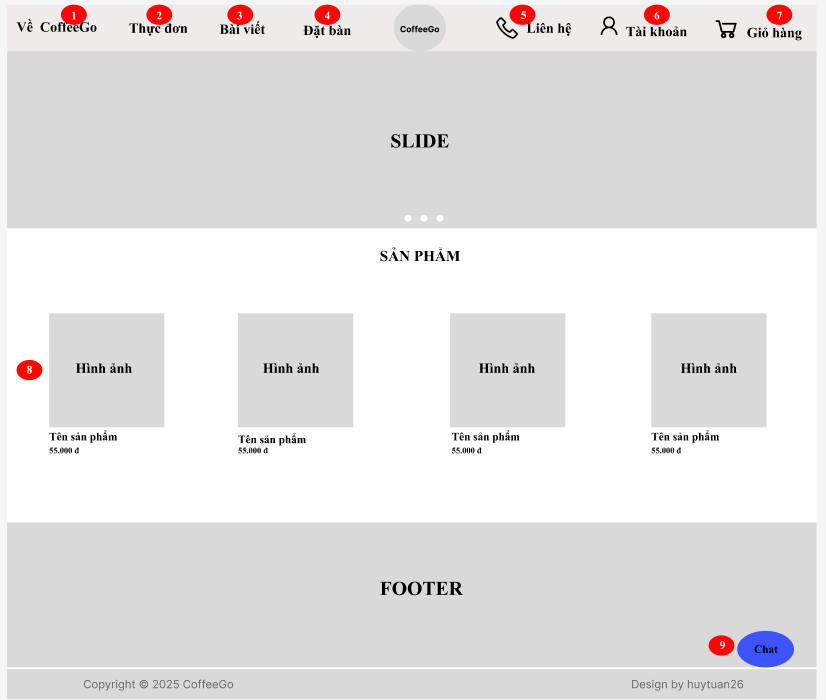 1 2 3 4 5 6 7
Về CoffeeGo Thực đơn Bài viết Đặt bàn CoffeeGo Liên hệ Tài khoản Giỏ hàng
SLIDE
SẢN PHẨM
8 Hình ảnh Hình ảnh Hình ảnh Hình ảnh
Tên sản phẩm Tên sản phẩm Tên sản phẩm Tên sản phẩm
55.000 đ 55.000 đ 55.000 đ 55.000 đ
FOOTER
9 Chat
Copyright © 2025 CoffeeGo Design by huytuan26